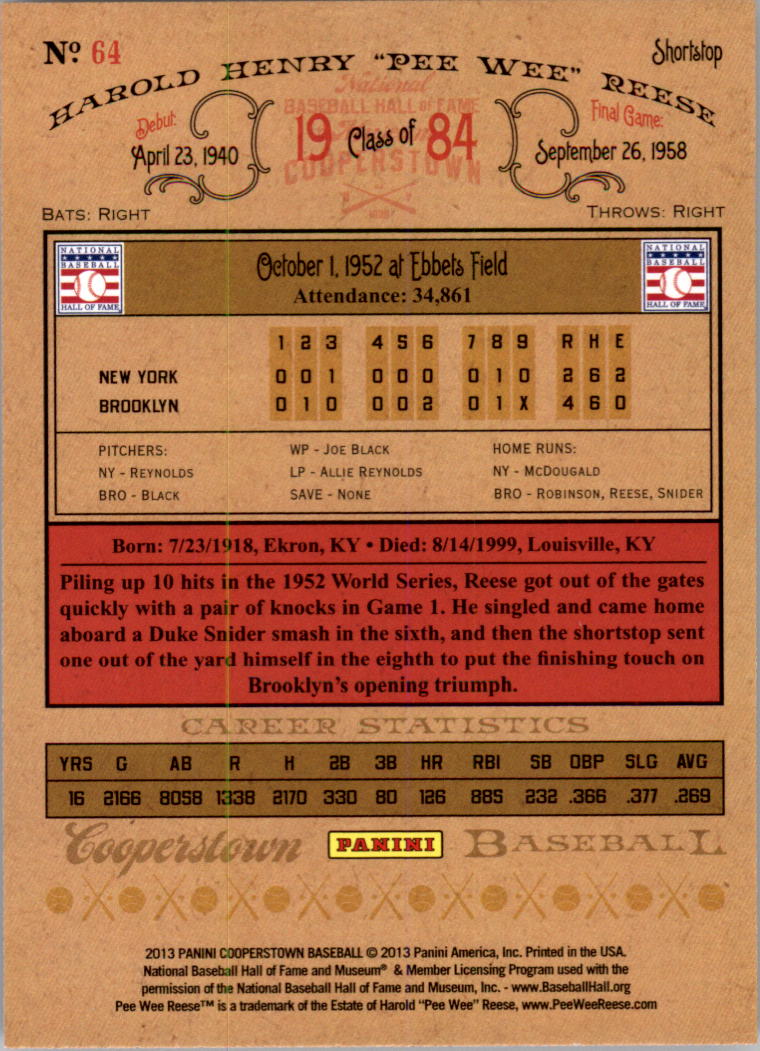 Nº 64
Shortstop
HAROLD HENRY "PEE WEE" REESE
National
BASEBALL HALL of FAME
COOPERSTOWN
Debut:
April 23, 1940
19 Class of 84
Final Game:
September 26, 1958
BATS: RIGHT
THROWS: RIGHT
NATIONAL
BASEBALL
HALL OF FAME
October 1, 1952 at Ebbets Field
Attendance: 34,861
NATIONAL
BASEBALL
HALL OF FAME
1 2 3 4 5 6 7 8 9 R H E
NEW YORK 0 0 1 0 0 0 0 1 0 2 6 2
BROOKLYN 0 1 0 0 0 2 0 1 X 4 6 0
PITCHERS: WP - JOE BLACK HOME RUNS:
NY - REYNOLDS LP - ALLIE REYNOLDS NY - MCDOUGALD
BRO - BLACK SAVE - NONE BRO - ROBINSON, REESE, SNIDER
Born: 7/23/1918, Ekron, KY • Died: 8/14/1999, Louisville, KY
Piling up 10 hits in the 1952 World Series, Reese got out of the gates
quickly with a pair of knocks in Game 1. He singled and came home
aboard a Duke Snider smash in the sixth, and then the shortstop sent
one out of the yard himself in the eighth to put the finishing touch on
Brooklyn's opening triumph.
CAREER STATISTICS
YRS G AB R H 2B 3B HR RBI SB OBP SLG AVG
16 2166 8058 1338 2170 330 80 126 885 232 .366 .377 .269
Cooperstown PANINI BASEBALL
2013 PANINI COOPERSTOWN BASEBALL © 2013 Panini America, Inc. Printed in the USA.
National Baseball Hall of Fame and Museum® & Member Licensing Program used with the
permission of the National Baseball Hall of Fame and Museum, Inc. - www.BaseballHall.org
Pee Wee Reese™ is a trademark of the Estate of Harold "Pee Wee" Reese, www.PeeWeeReese.com